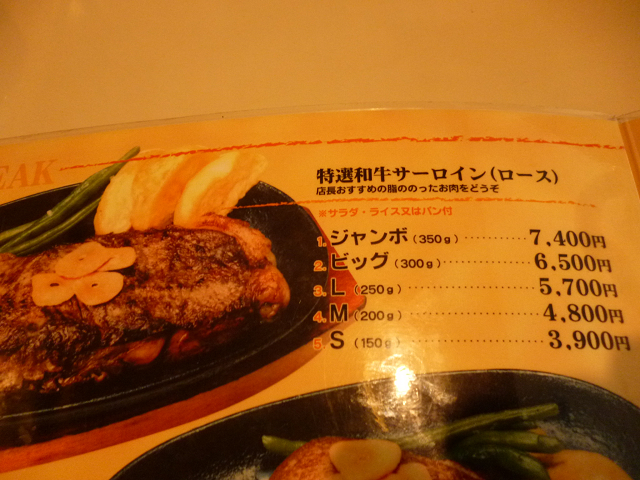 EAK
特選和牛サーロイン(ロース)
店長おすすめの脂ののったお肉をどうぞ
※サラダ・ライス又はパン付
1. ジャンボ(350g)············7,400円
2. ビッグ(300g)············6,500円
3. L(250g)············5,700円
4. M(200g)············4,800円
5. S(150g)············3,900円